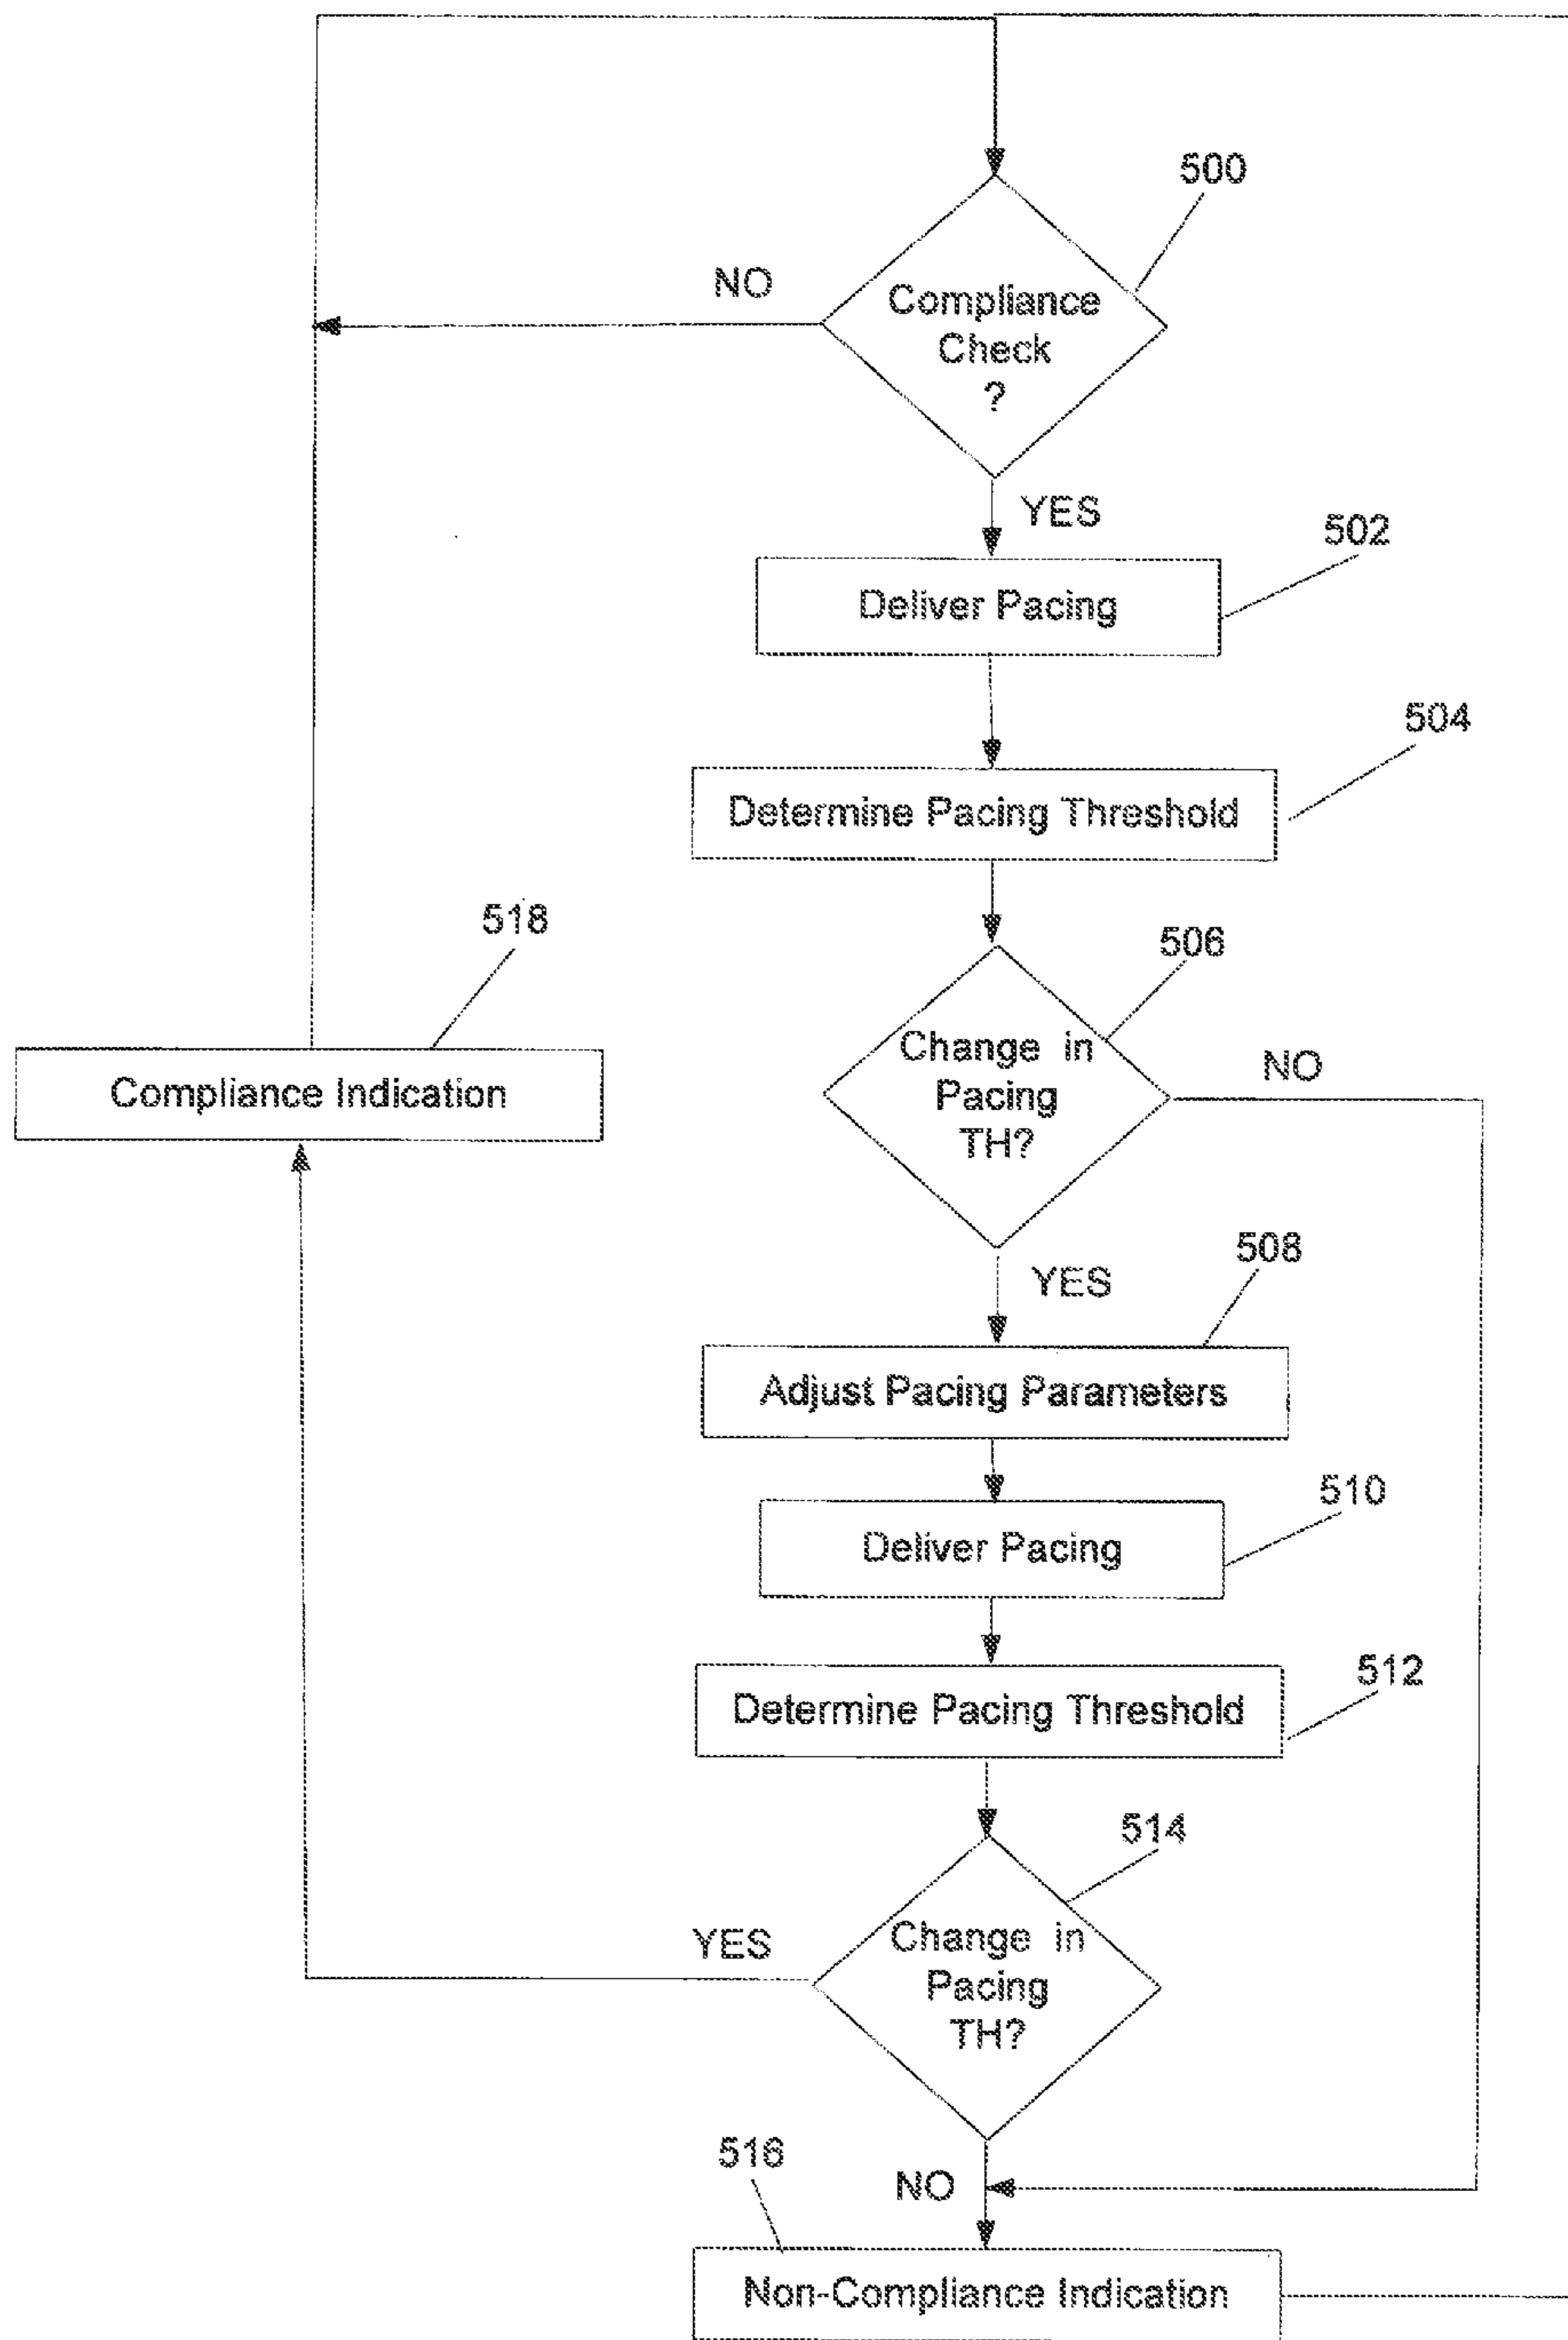 500
NO
Compliance
Check
?
YES
502
Deliver Pacing
504
Determine Pacing Threshold
518
506
Compliance Indication
Change in
Pacing
TH?
NO
YES
508
Adjust Pacing Parameters
510
Deliver Pacing
512
Determine Pacing Threshold
514
YES
Change in
Pacing
TH?
516
NO
Non-Compliance Indication